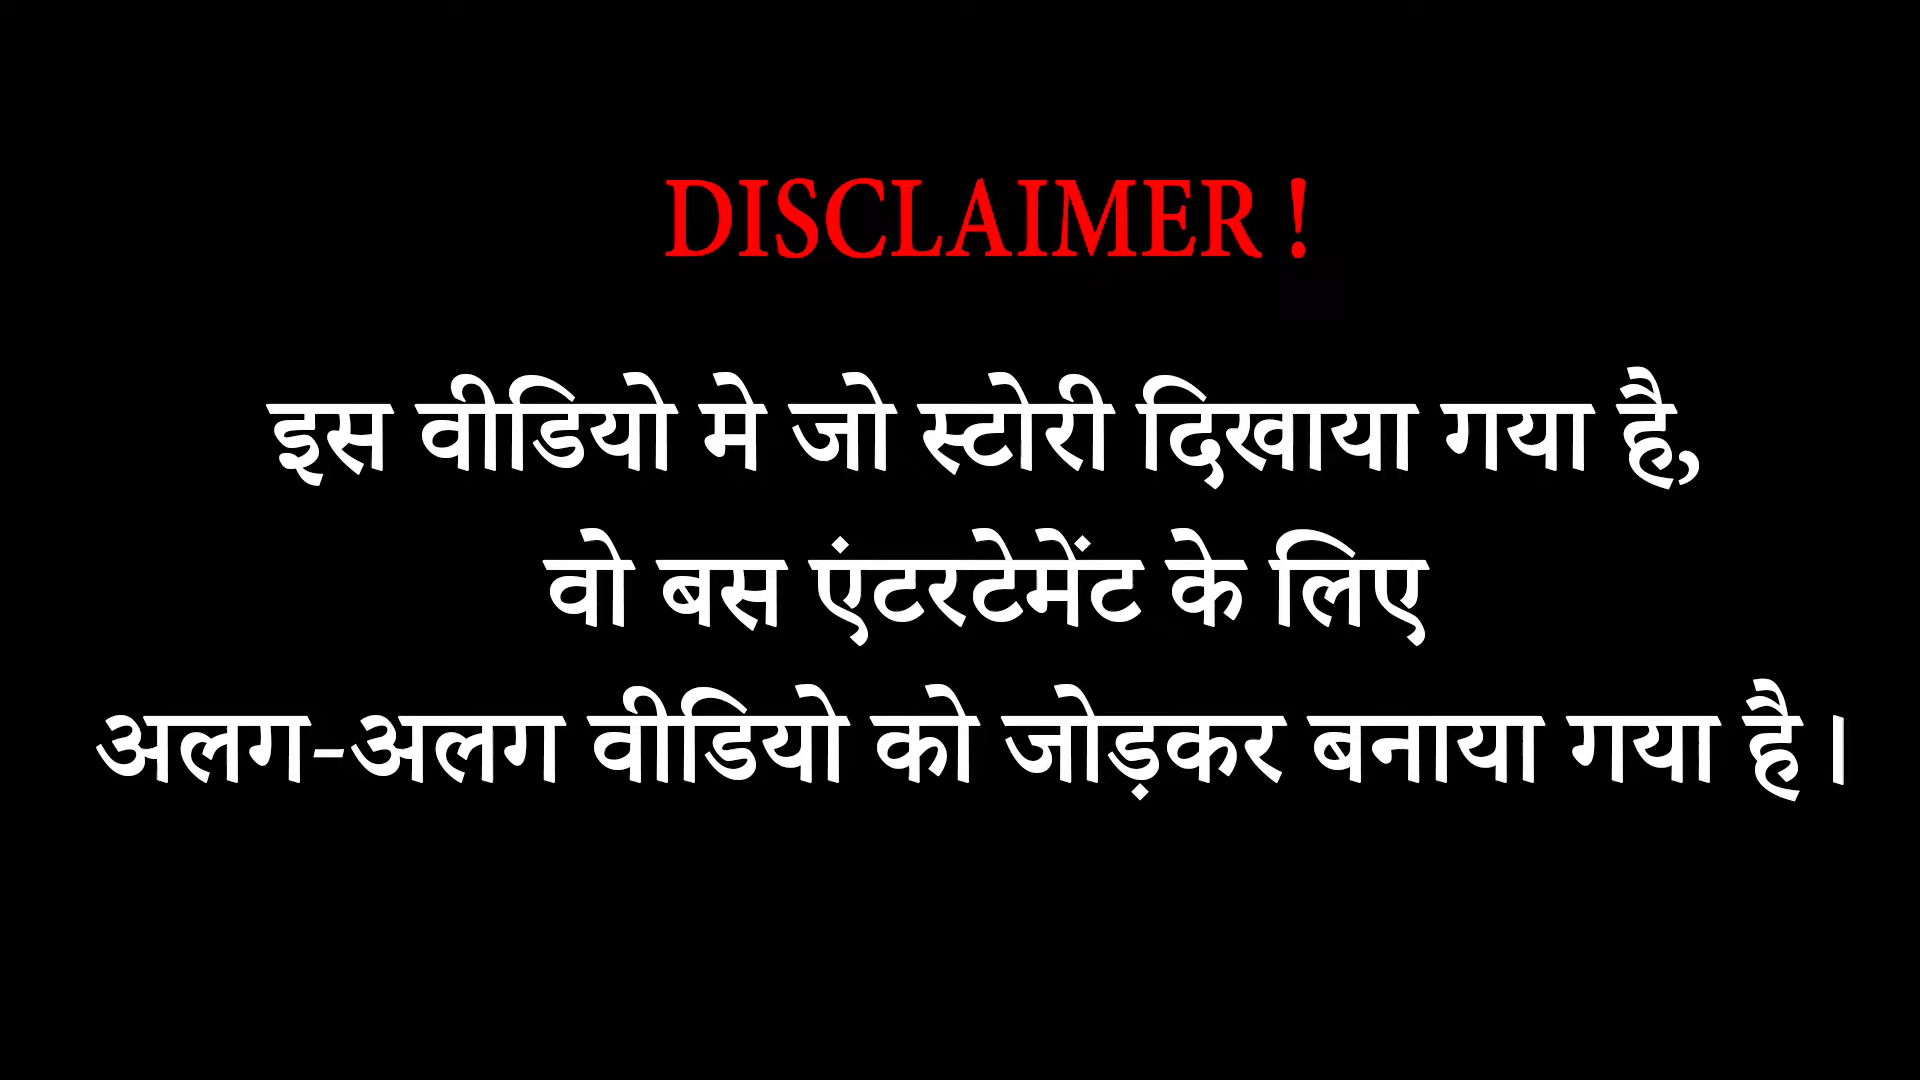 DISCLAIMER !
इस वीडियो मे जो स्टोरी दिखाया गया है,
वो बस एंटरटेमेंट के लिए
अलग-अलग वीडियो को जोड़कर बनाया गया है।